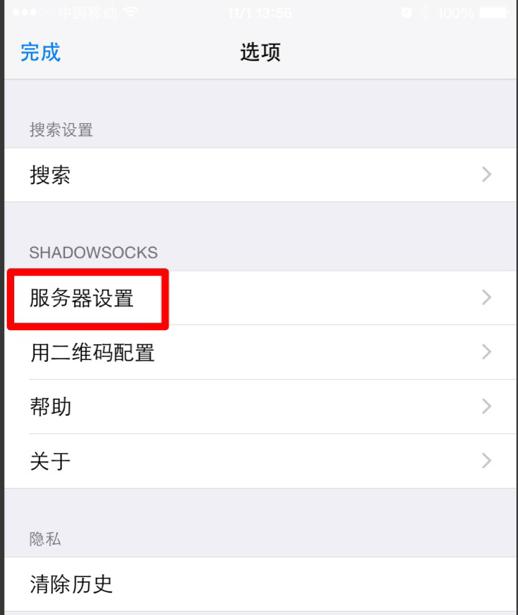 中国移动 11/1 13:56 100%
完成 选项
搜索设置
搜索
SHADOWSOCKS
服务器设置
用二维码配置
帮助
关于
隐私
清除历史